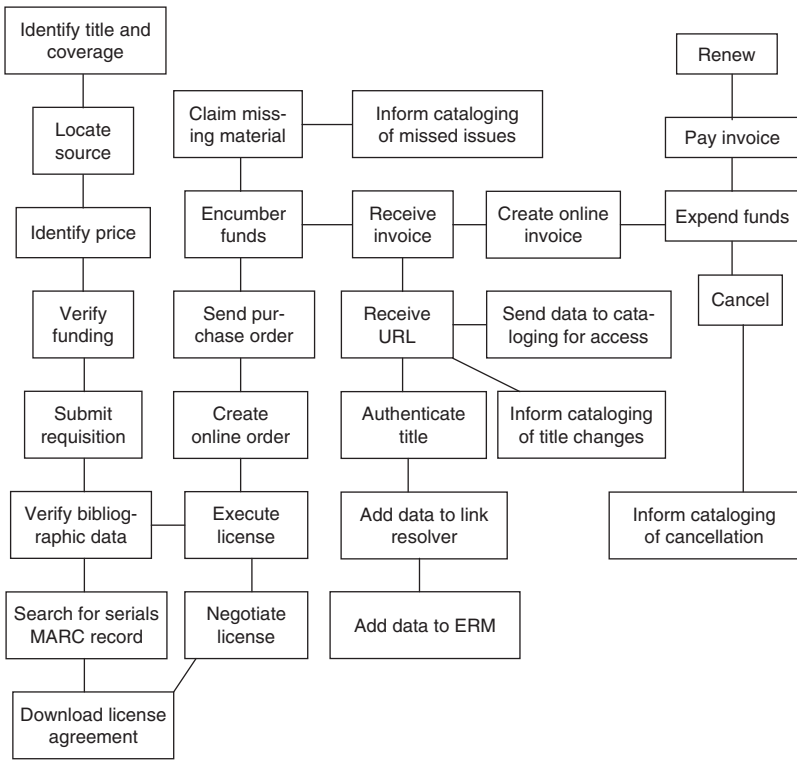 Identify title and
coverage
Locate
source
Identify price
Verify
funding
Submit
requisition
Verify bibliog-
raphic data
Search for serials
MARC record
Download license
agreement
Claim miss-
ing material
Encumber
funds
Send pur-
chase order
Create
online order
Execute
license
Negotiate
license
Inform cataloging
of missed issues
Receive
invoice
Receive
URL
Authenticate
title
Add data to link
resolver
Add data to ERM
Create online
invoice
Send data to cata-
loging for access
Inform cataloging
of title changes
Renew
Pay invoice
Expend funds
Cancel
Inform cataloging
of cancellation